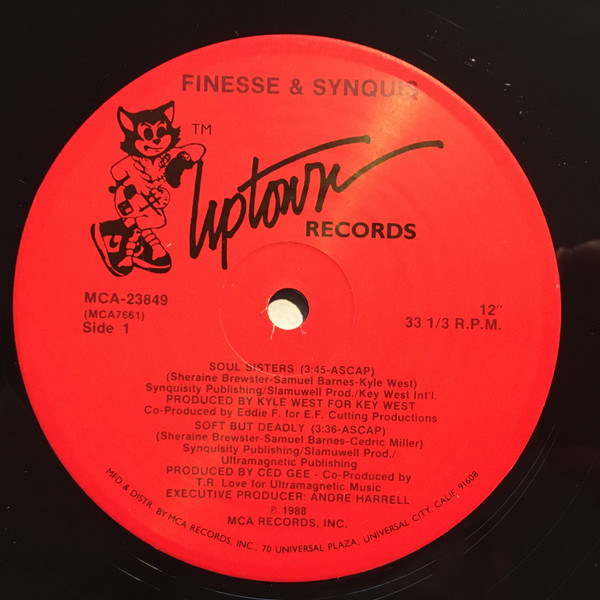 FINESSE & SYNQUIS
TM
Uptown
RECORDS
MCA-23849
(MCA7661)
Side 1
12"
33 1/3 R.P.M.
SOUL SISTERS (3:45-ASCAP)
(Sheraine Brewster-Samuel Barnes-Kyle West)
Synquisity Publishing/Slamuwell Prod./Key West Int'l.
PRODUCED BY KYLE WEST FOR KEY WEST
Co-Produced by Eddie F. for E.F. Cutting Productions
SOFT BUT DEADLY (3:36-ASCAP)
(Sheraine Brewster-Samuel Barnes-Cedric Miller)
Synquisity Publishing/Slamuwell Prod./
Ultramagnetic Publishing
PRODUCED BY CED GEE - Co-Produced by
T.R. Love for Ultramagnetic Music
EXECUTIVE PRODUCER: ANDRE HARRELL
℗ 1988
MCA RECORDS, INC.
MFD. & DISTR. BY MCA RECORDS, INC., 70 UNIVERSAL PLAZA, UNIVERSAL CITY, CALIF. 91608